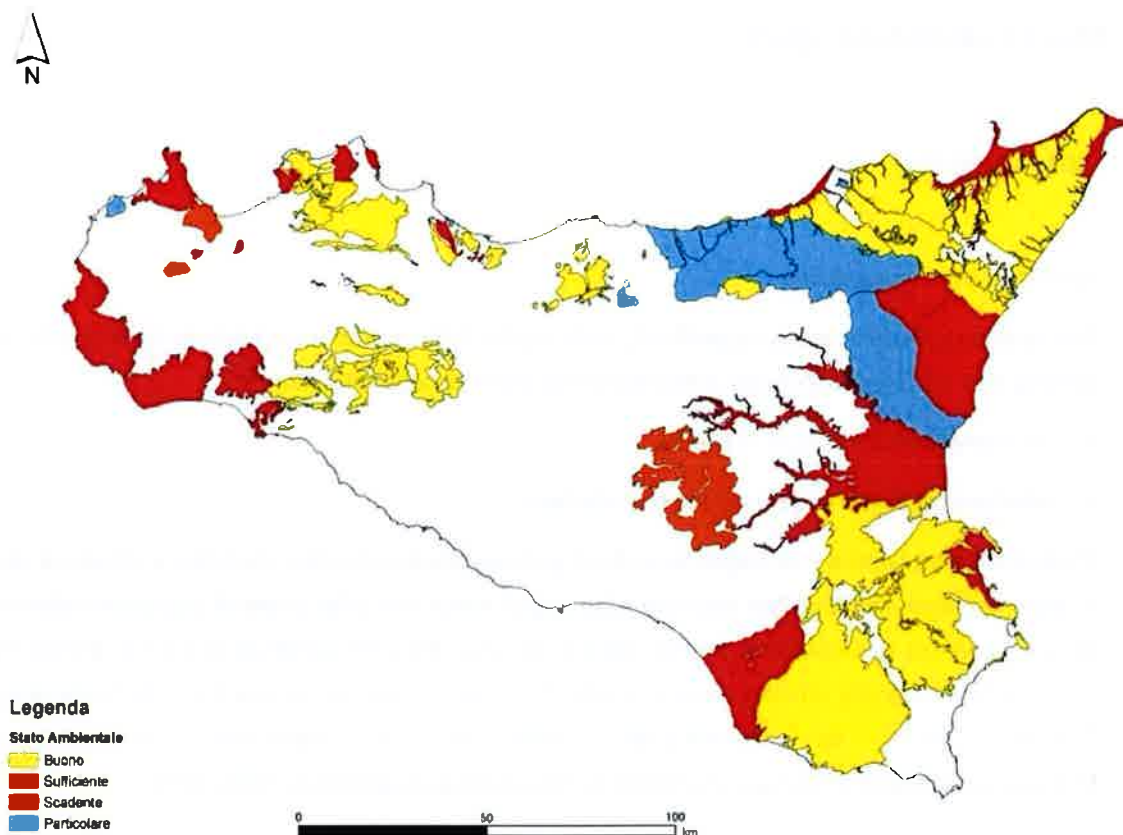 N
Legenda
Stato Ambientale
Buono
Sufficiente
Scadente
Particolare
0 50 100
km